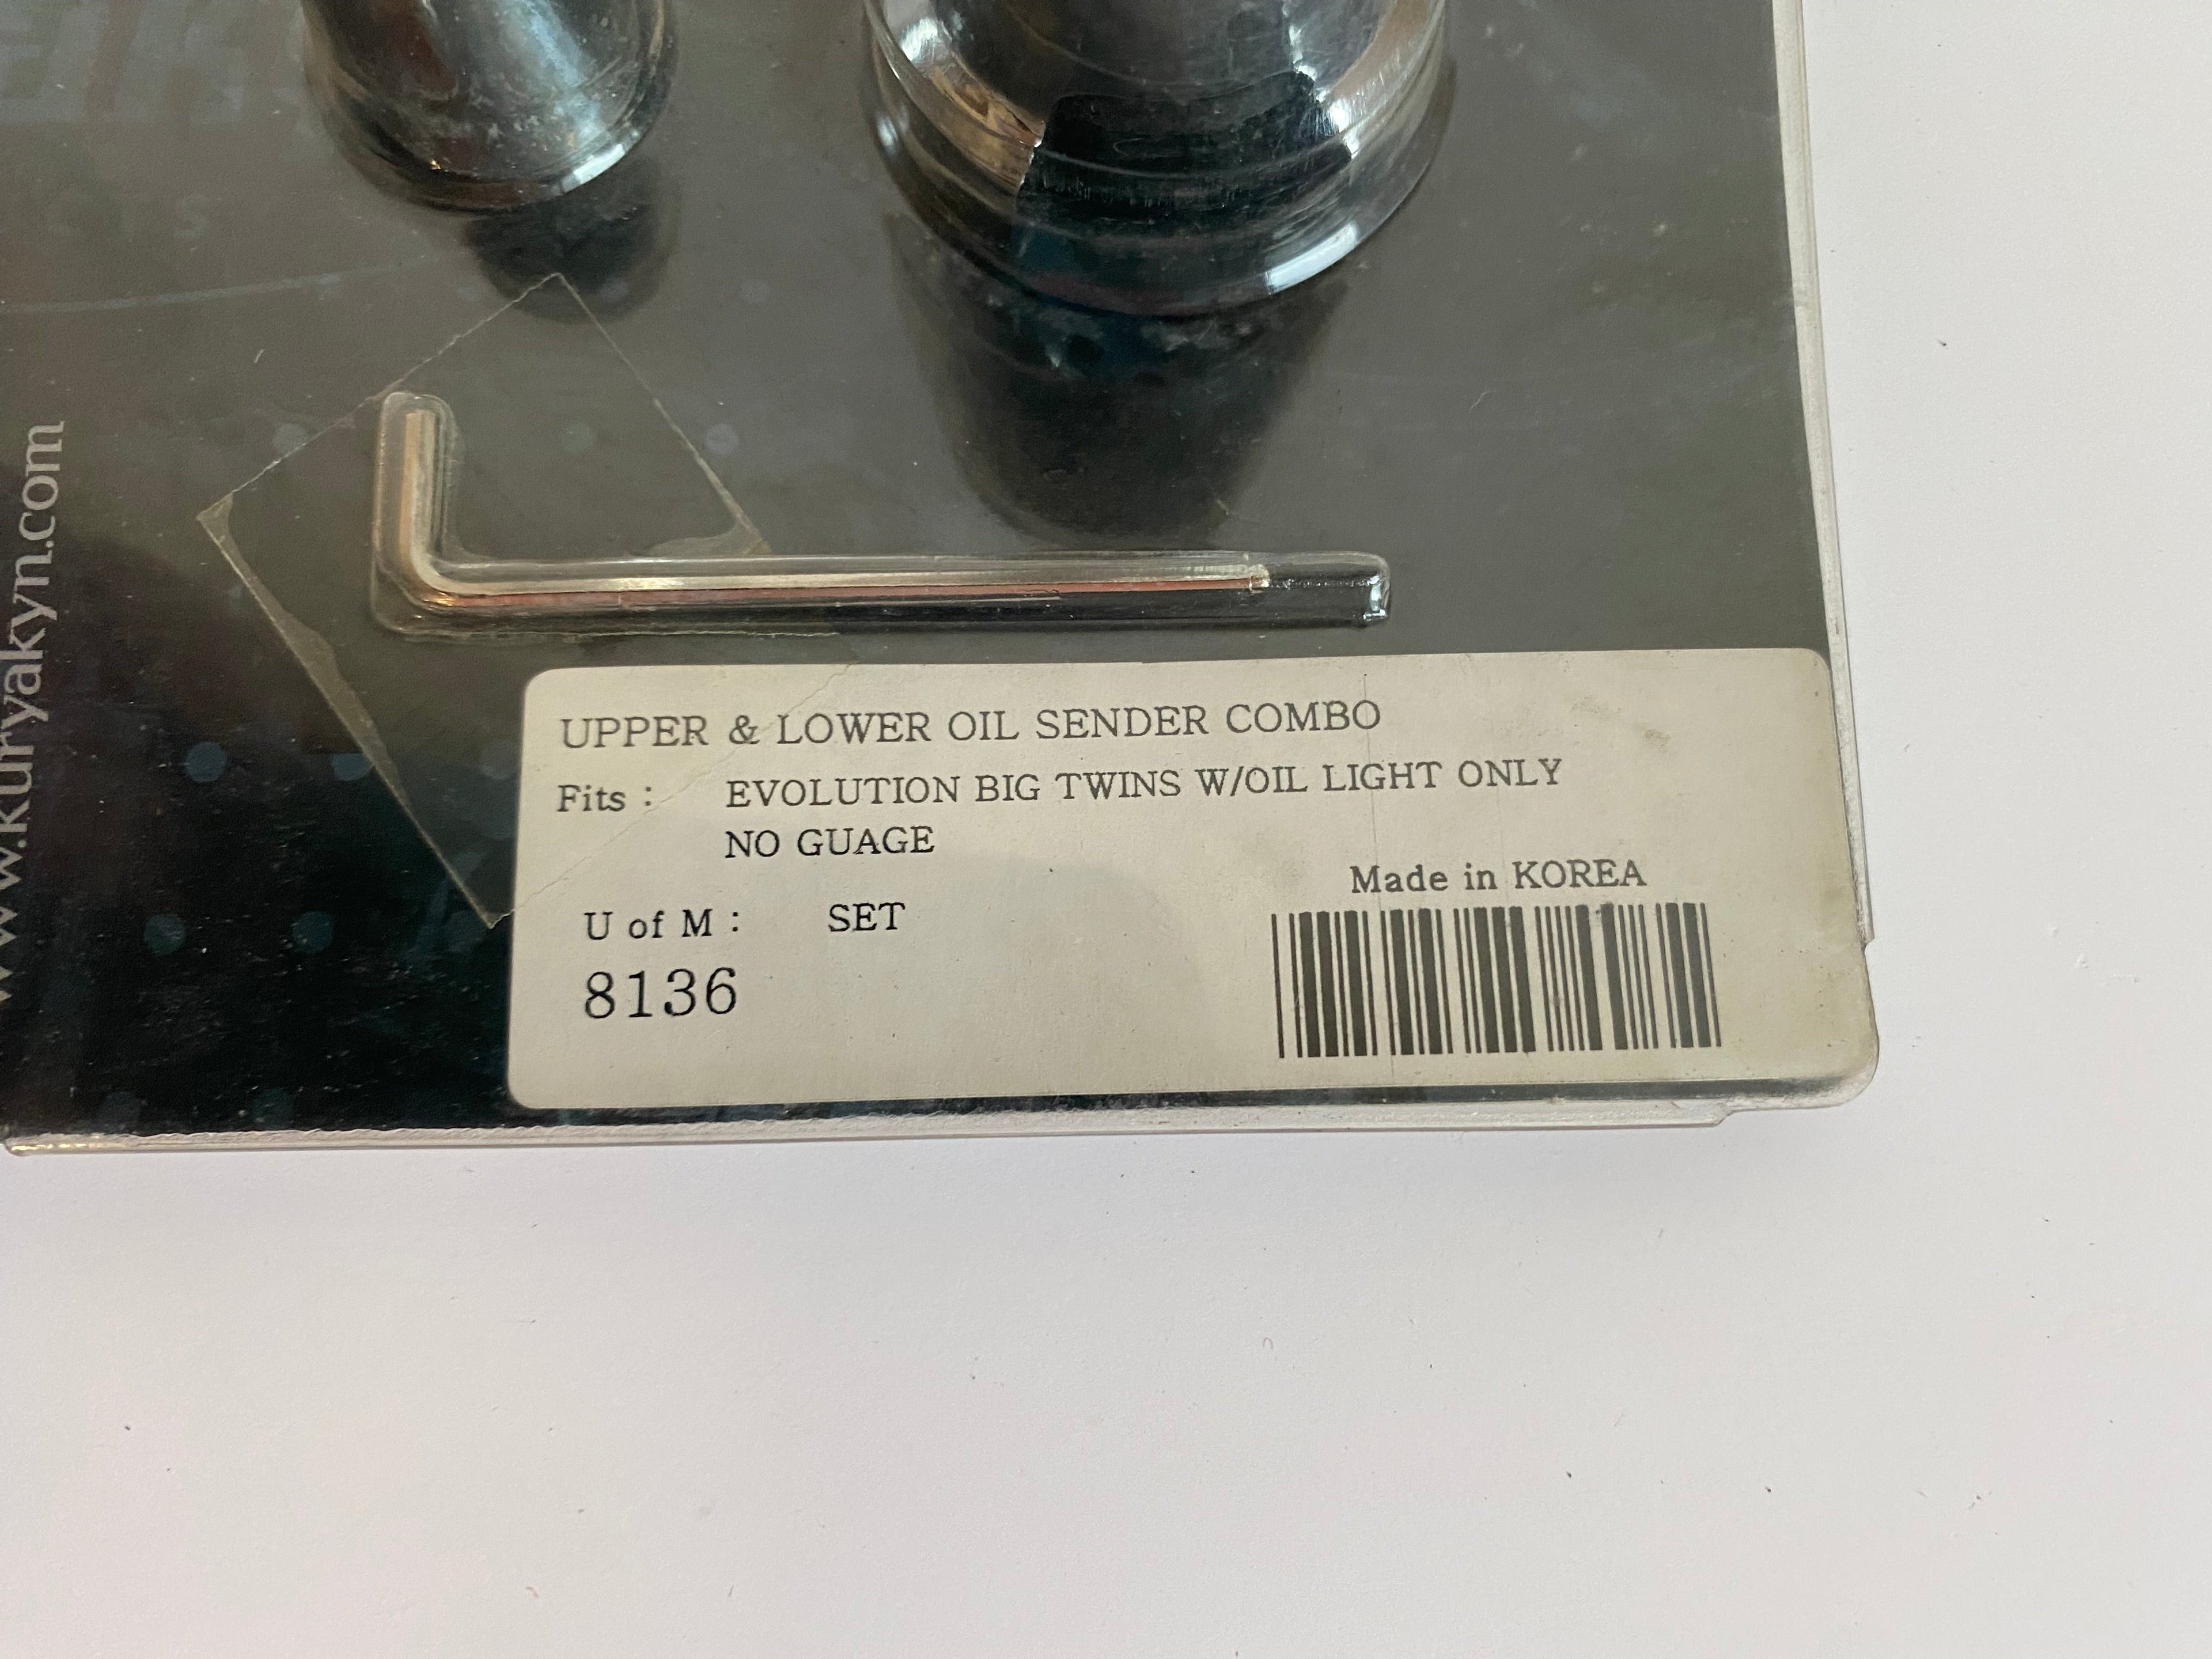 www.kuryakyn.com
UPPER & LOWER OIL SENDER COMBO
Fits : EVOLUTION BIG TWINS W/OIL LIGHT ONLY
NO GUAGE
Made in KOREA
U of M : SET
8136